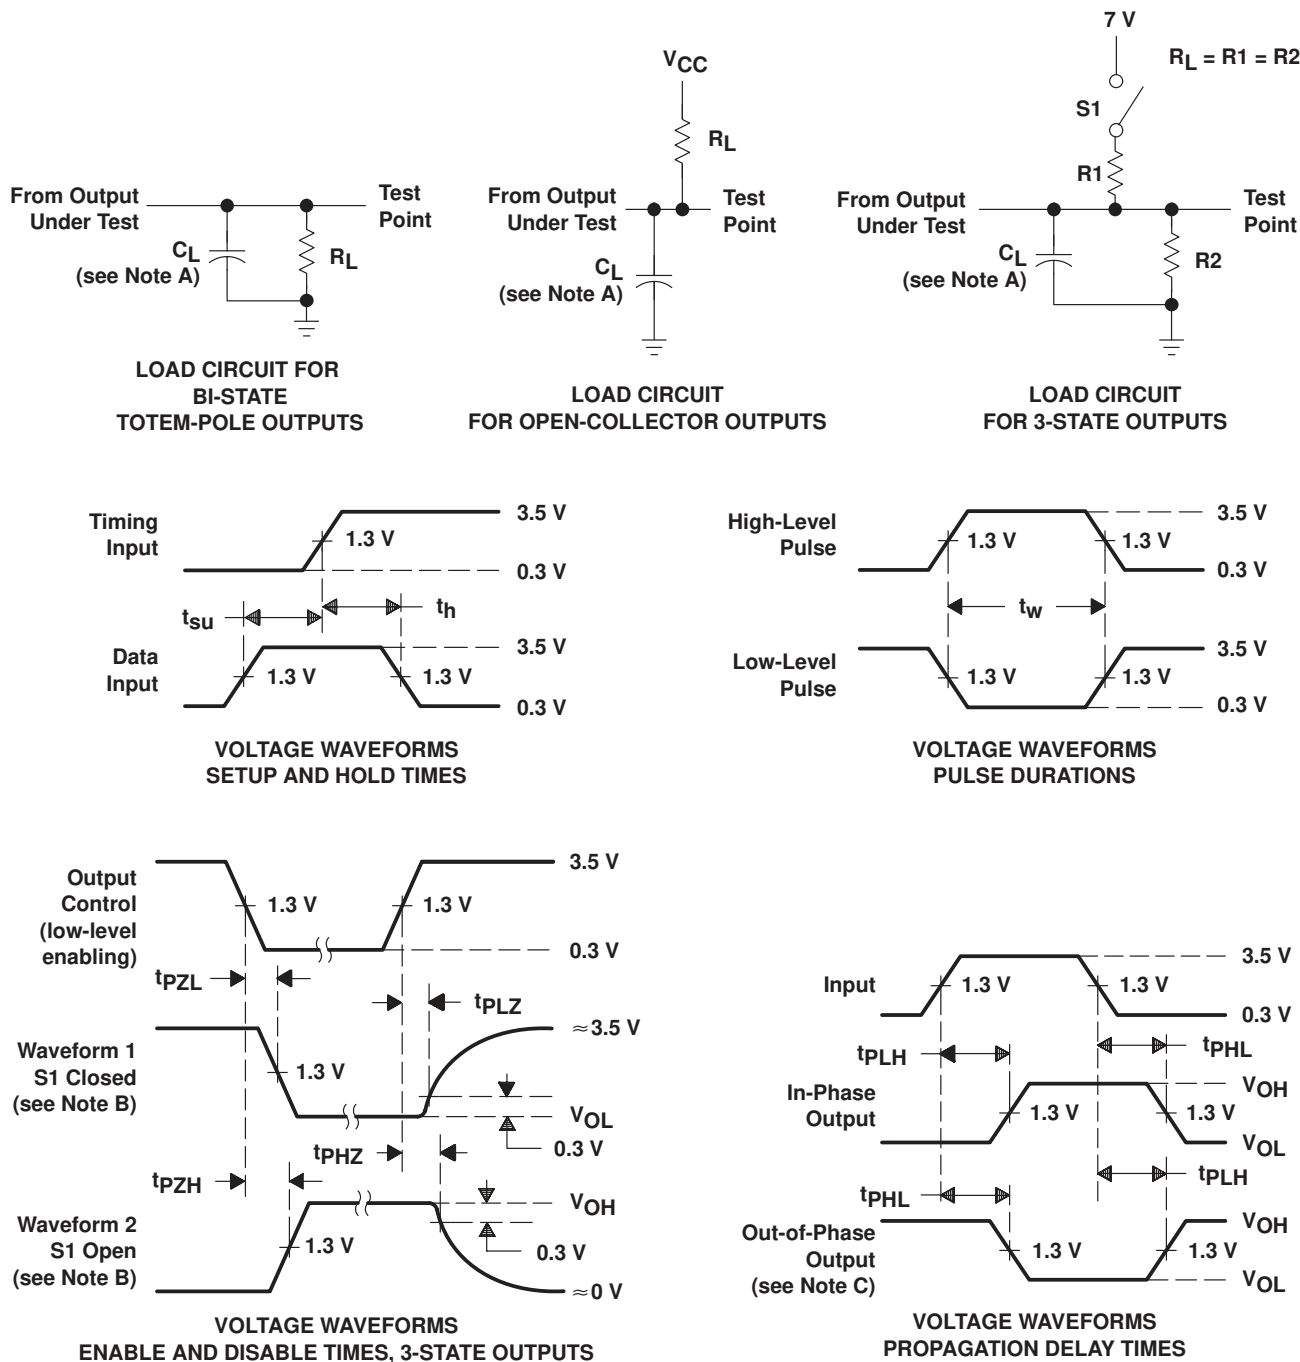 From Output
Under Test
Test
Point
CL
(see Note A)
RL
LOAD CIRCUIT FOR
BI-STATE
TOTEM-POLE OUTPUTS
VCC
RL
From Output
Under Test
Test
Point
CL
(see Note A)
LOAD CIRCUIT
FOR OPEN-COLLECTOR OUTPUTS
7 V
RL = R1 = R2
S1
R1
From Output
Under Test
Test
Point
CL
(see Note A)
R2
LOAD CIRCUIT
FOR 3-STATE OUTPUTS
Timing
Input
1.3 V
3.5 V
0.3 V
tsu
th
Data
Input
1.3 V
1.3 V
3.5 V
0.3 V
VOLTAGE WAVEFORMS
SETUP AND HOLD TIMES
High-Level
Pulse
1.3 V
1.3 V
3.5 V
0.3 V
tw
Low-Level
Pulse
1.3 V
1.3 V
3.5 V
0.3 V
VOLTAGE WAVEFORMS
PULSE DURATIONS
Output
Control
(low-level
enabling)
1.3 V
1.3 V
3.5 V
0.3 V
tPZL
tPLZ
Waveform 1
S1 Closed
(see Note B)
1.3 V
≈3.5 V
VOL
0.3 V
tPHZ
tPZH
Waveform 2
S1 Open
(see Note B)
1.3 V
VOH
0.3 V
≈0 V
VOLTAGE WAVEFORMS
ENABLE AND DISABLE TIMES, 3-STATE OUTPUTS
Input
1.3 V
1.3 V
3.5 V
0.3 V
tPLH
tPHL
In-Phase
Output
1.3 V
1.3 V
VOH
VOL
tPHL
tPLH
Out-of-Phase
Output
(see Note C)
1.3 V
1.3 V
VOH
VOL
VOLTAGE WAVEFORMS
PROPAGATION DELAY TIMES